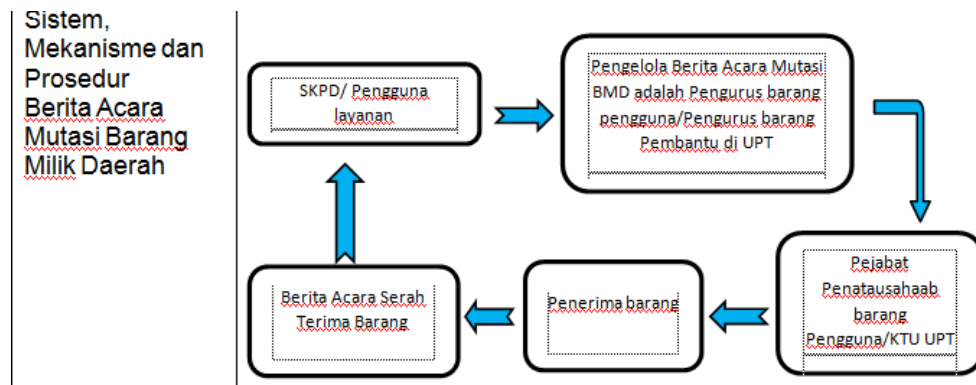 Sistem,
Mekanisme dan
Prosedur
Berita Acara
Mutasi Barang
Milik Daerah
SKPD/ Pengguna
layanan
Pengelola Berita Acara Mutasi
BMD adalah Pengurus barang
pengguna/Pengurus barang
Pembantu di UPT
Pejabat
Penatausahaab
barang
Pengguna/KTU UPT
Penerima barang
Berita Acara Serah
Terima Barang